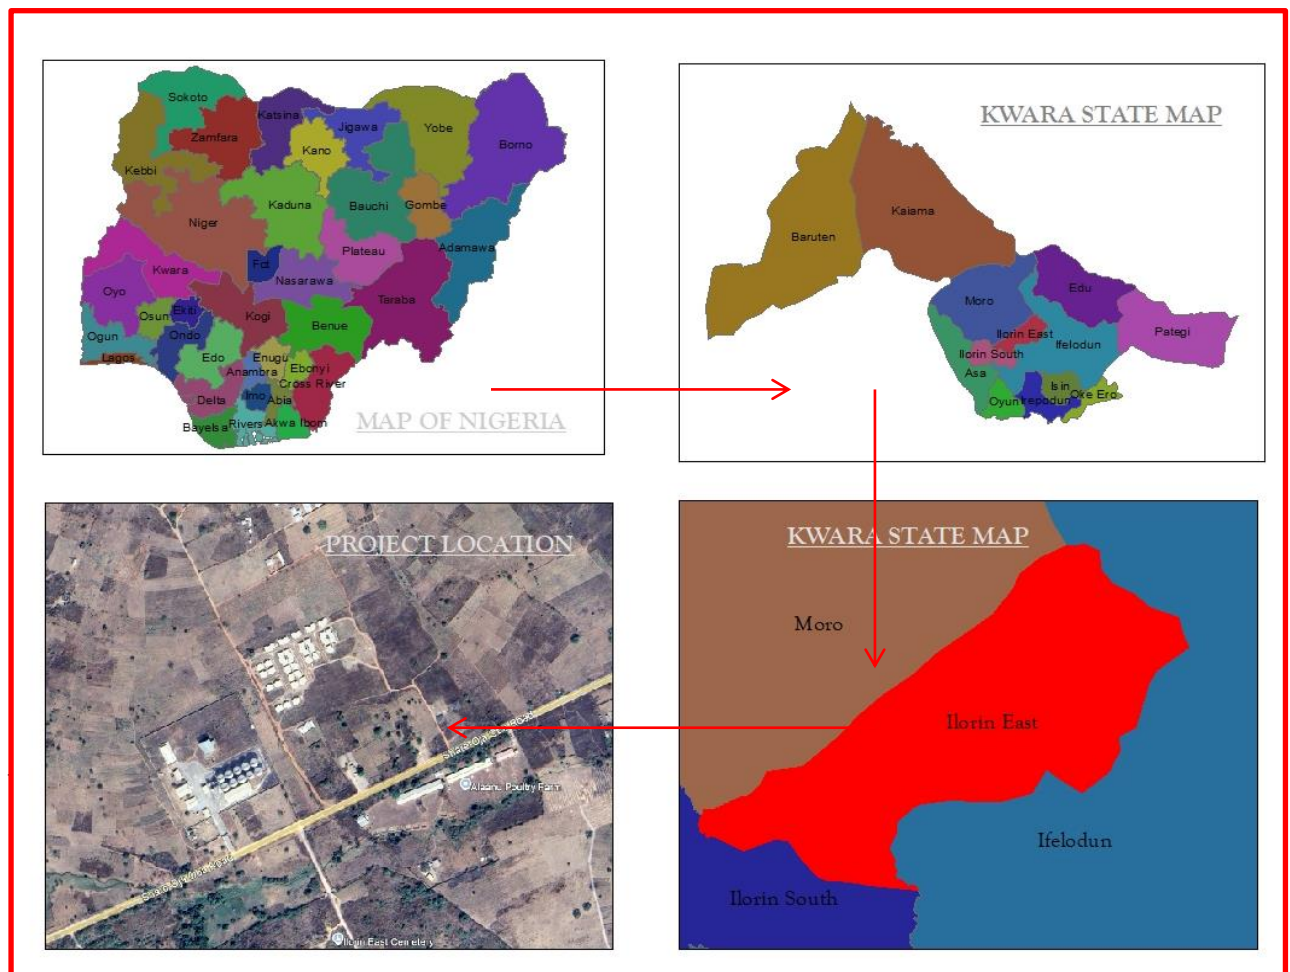 Sokoto
Katsina
Zamfara
Jigawa
Yobe
Kano
Borno
Kebbi
Kaduna
Bauchi
Gombe
Niger
Adamawa
Plateau
Fct
Kwara
Nasarawa
Oyo
Taraba
Osun
Ekiti
Kogi
Benue
Ogun
Ondo
Lagos
Edo
Enugu
Ebonyi
Anambra
Cross River
Delta
Imo
Abia
Bayelsa
Rivers
Akwa Ibom
MAP OF NIGERIA
KWARA STATE MAP
Kaiama
Baruten
Edu
Moro
Pategi
Ilorin East
Ifelodun
Ilorin South
Asa
Isin
Oke Ero
Oyun
Irepodun
PROJECT LOCATION
Alaanu Poultry Farm
Ilorin East Cemetery
KWARA STATE MAP
Moro
Ilorin East
Ifelodun
Ilorin South